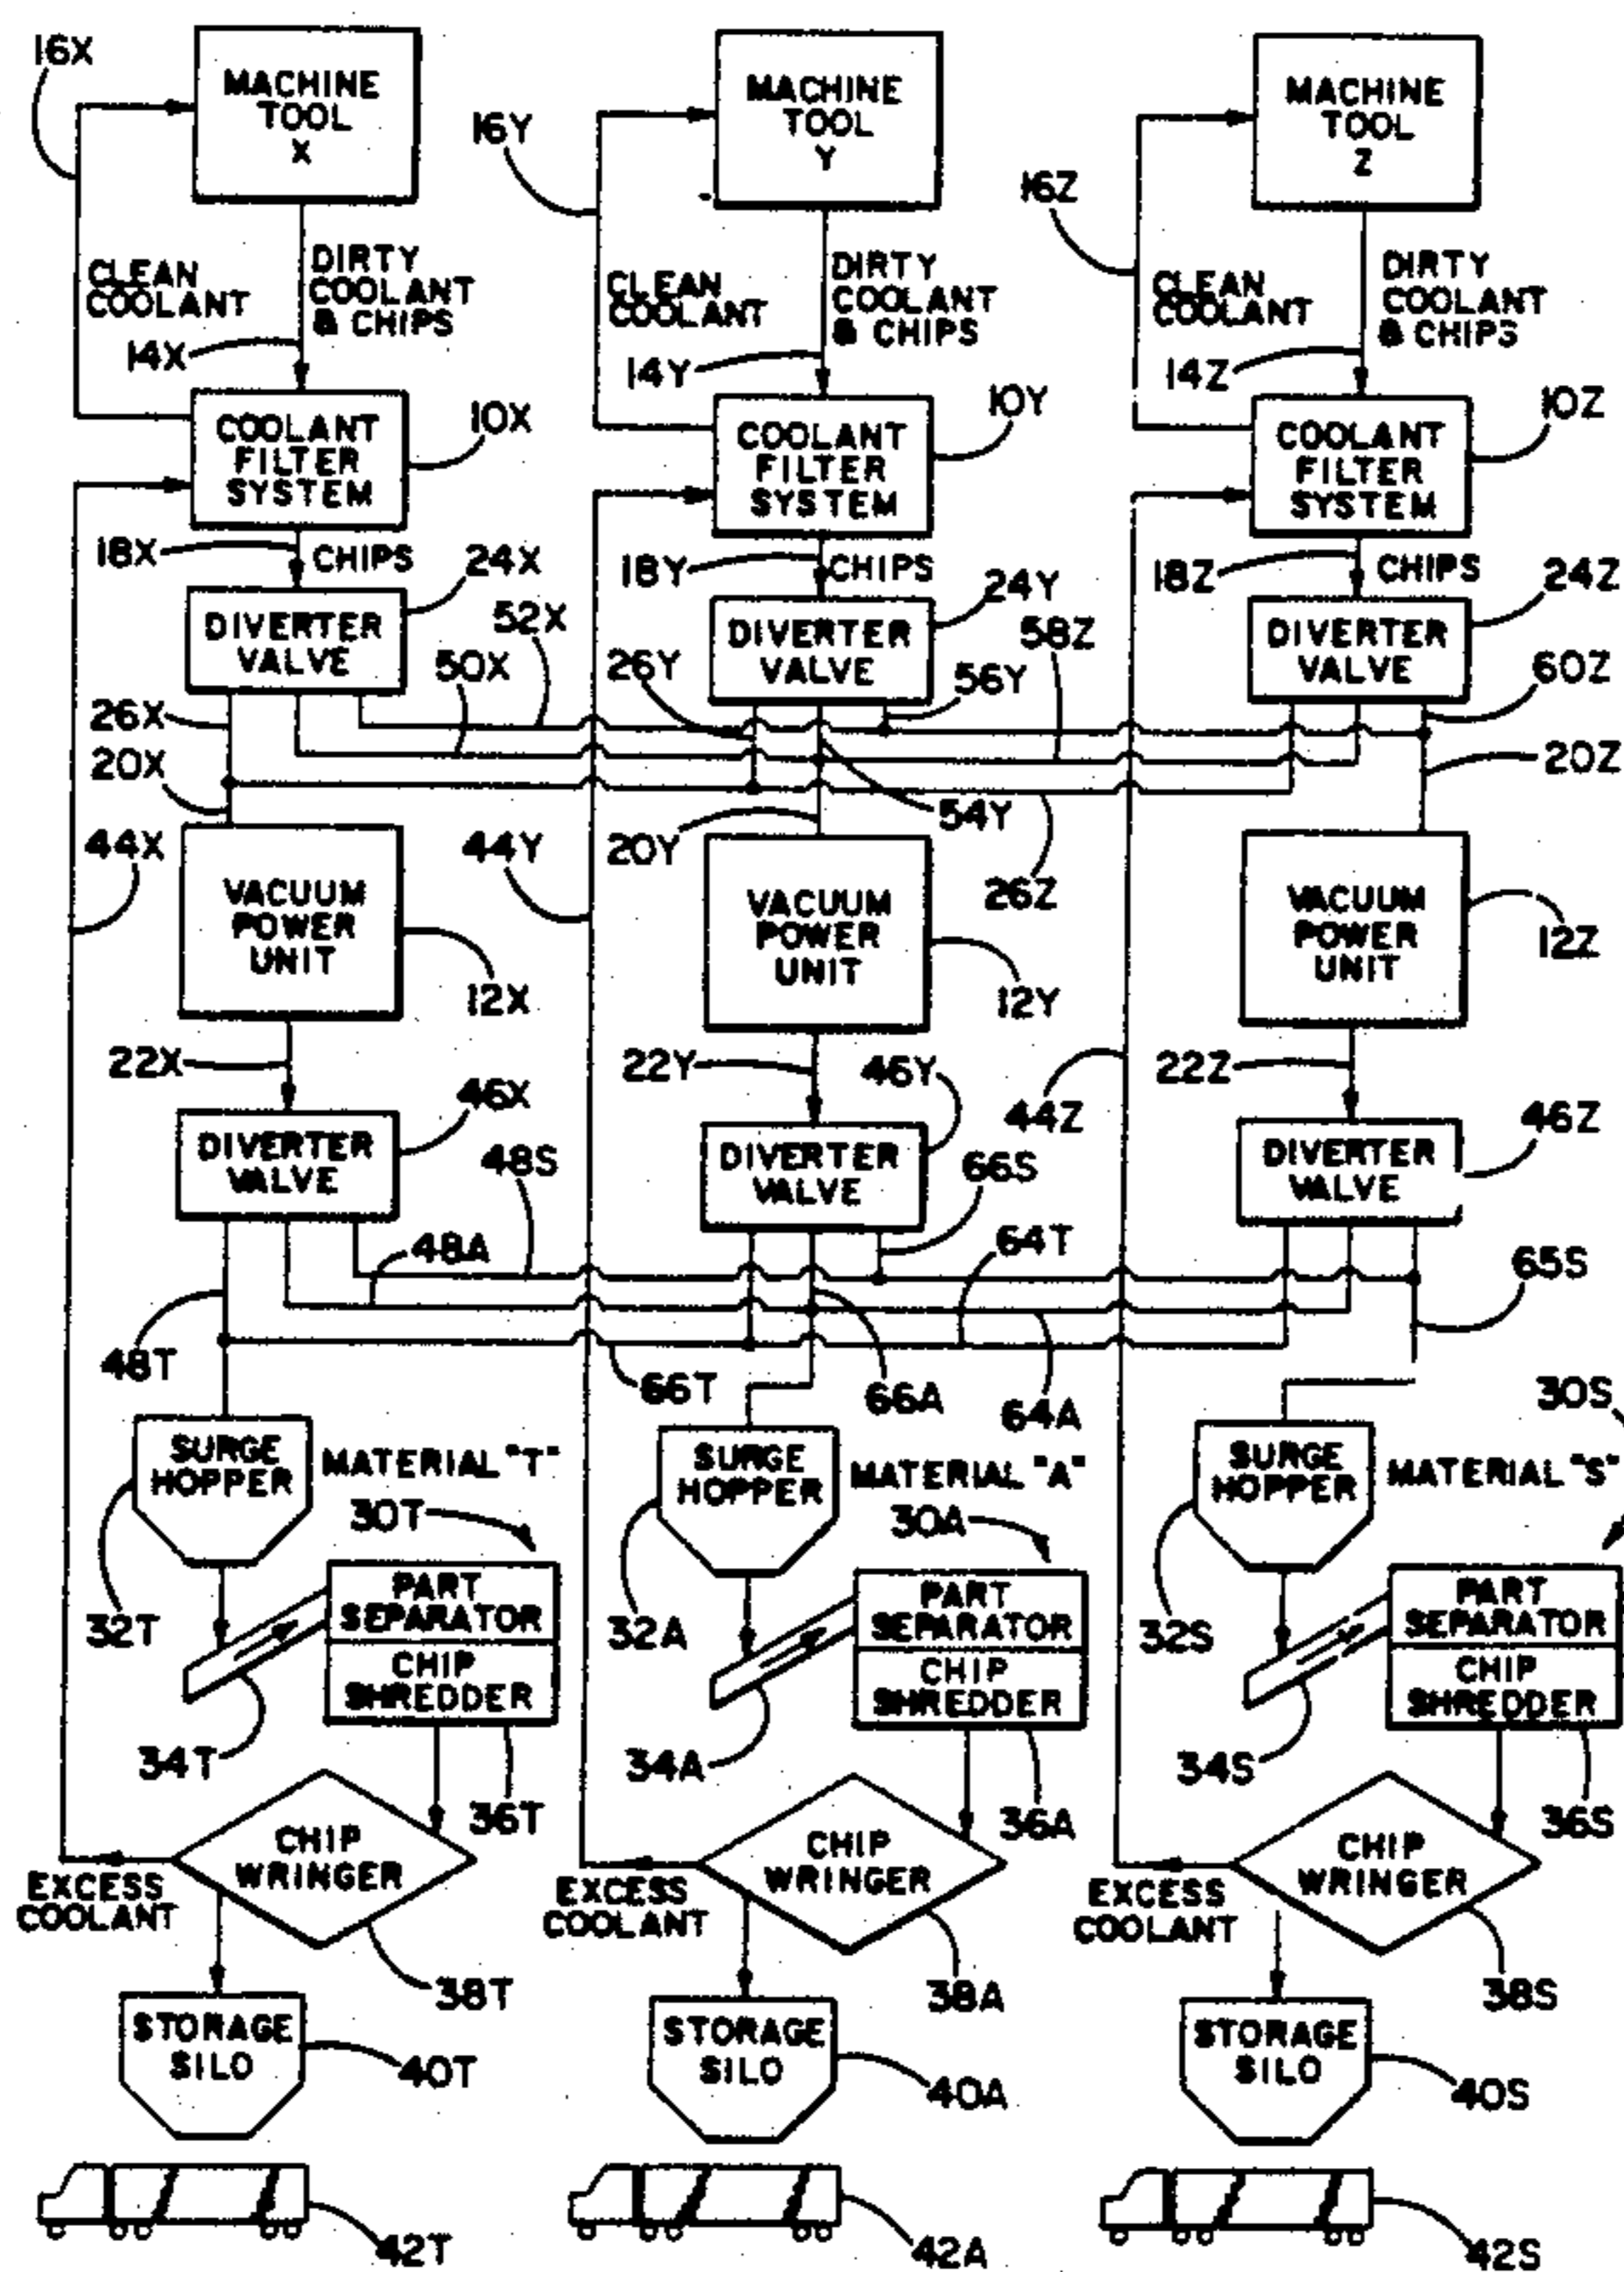 16X
MACHINE
TOOL
X
16Y
MACHINE
TOOL
Y
16Z
MACHINE
TOOL
Z
CLEAN
COOLANT
DIRTY
COOLANT
& CHIPS
14X
CLEAN
COOLANT
DIRTY
COOLANT
& CHIPS
14Y
CLEAN
COOLANT
DIRTY
COOLANT
& CHIPS
14Z
COOLANT
FILTER
SYSTEM
10X
COOLANT
FILTER
SYSTEM
10Y
COOLANT
FILTER
SYSTEM
10Z
18X
CHIPS
24X
18Y
CHIPS
24Y
18Z
CHIPS
24Z
DIVERTER
VALVE
52X
50X
DIVERTER
VALVE
26Y
56Y
58Z
DIVERTER
VALVE
60Z
26X
20X
20Y
54Y
26Z
20Z
44X
VACUUM
POWER
UNIT
12X
44Y
VACUUM
POWER
UNIT
12Y
VACUUM
POWER
UNIT
12Z
22X
46X
22Y
46Y
44Z
22Z
46Z
DIVERTER
VALVE
48S
48A
DIVERTER
VALVE
66S
64T
DIVERTER
VALVE
65S
48T
66T
66A
64A
30S
SURGE
HOPPER
MATERIAL "T"
30T
SURGE
HOPPER
MATERIAL "A"
30A
SURGE
HOPPER
MATERIAL "S"
32T
PART
SEPARATOR
CHIP
SHREDDER
32A
PART
SEPARATOR
CHIP
SHREDDER
32S
PART
SEPARATOR
CHIP
SHREDDER
34T
36T
34A
36A
34S
36S
CHIP
WRINGER
EXCESS
COOLANT
38T
CHIP
WRINGER
EXCESS
COOLANT
38A
CHIP
WRINGER
EXCESS
COOLANT
38S
STORAGE
SILO
40T
STORAGE
SILO
40A
STORAGE
SILO
40S
42T
42A
42S